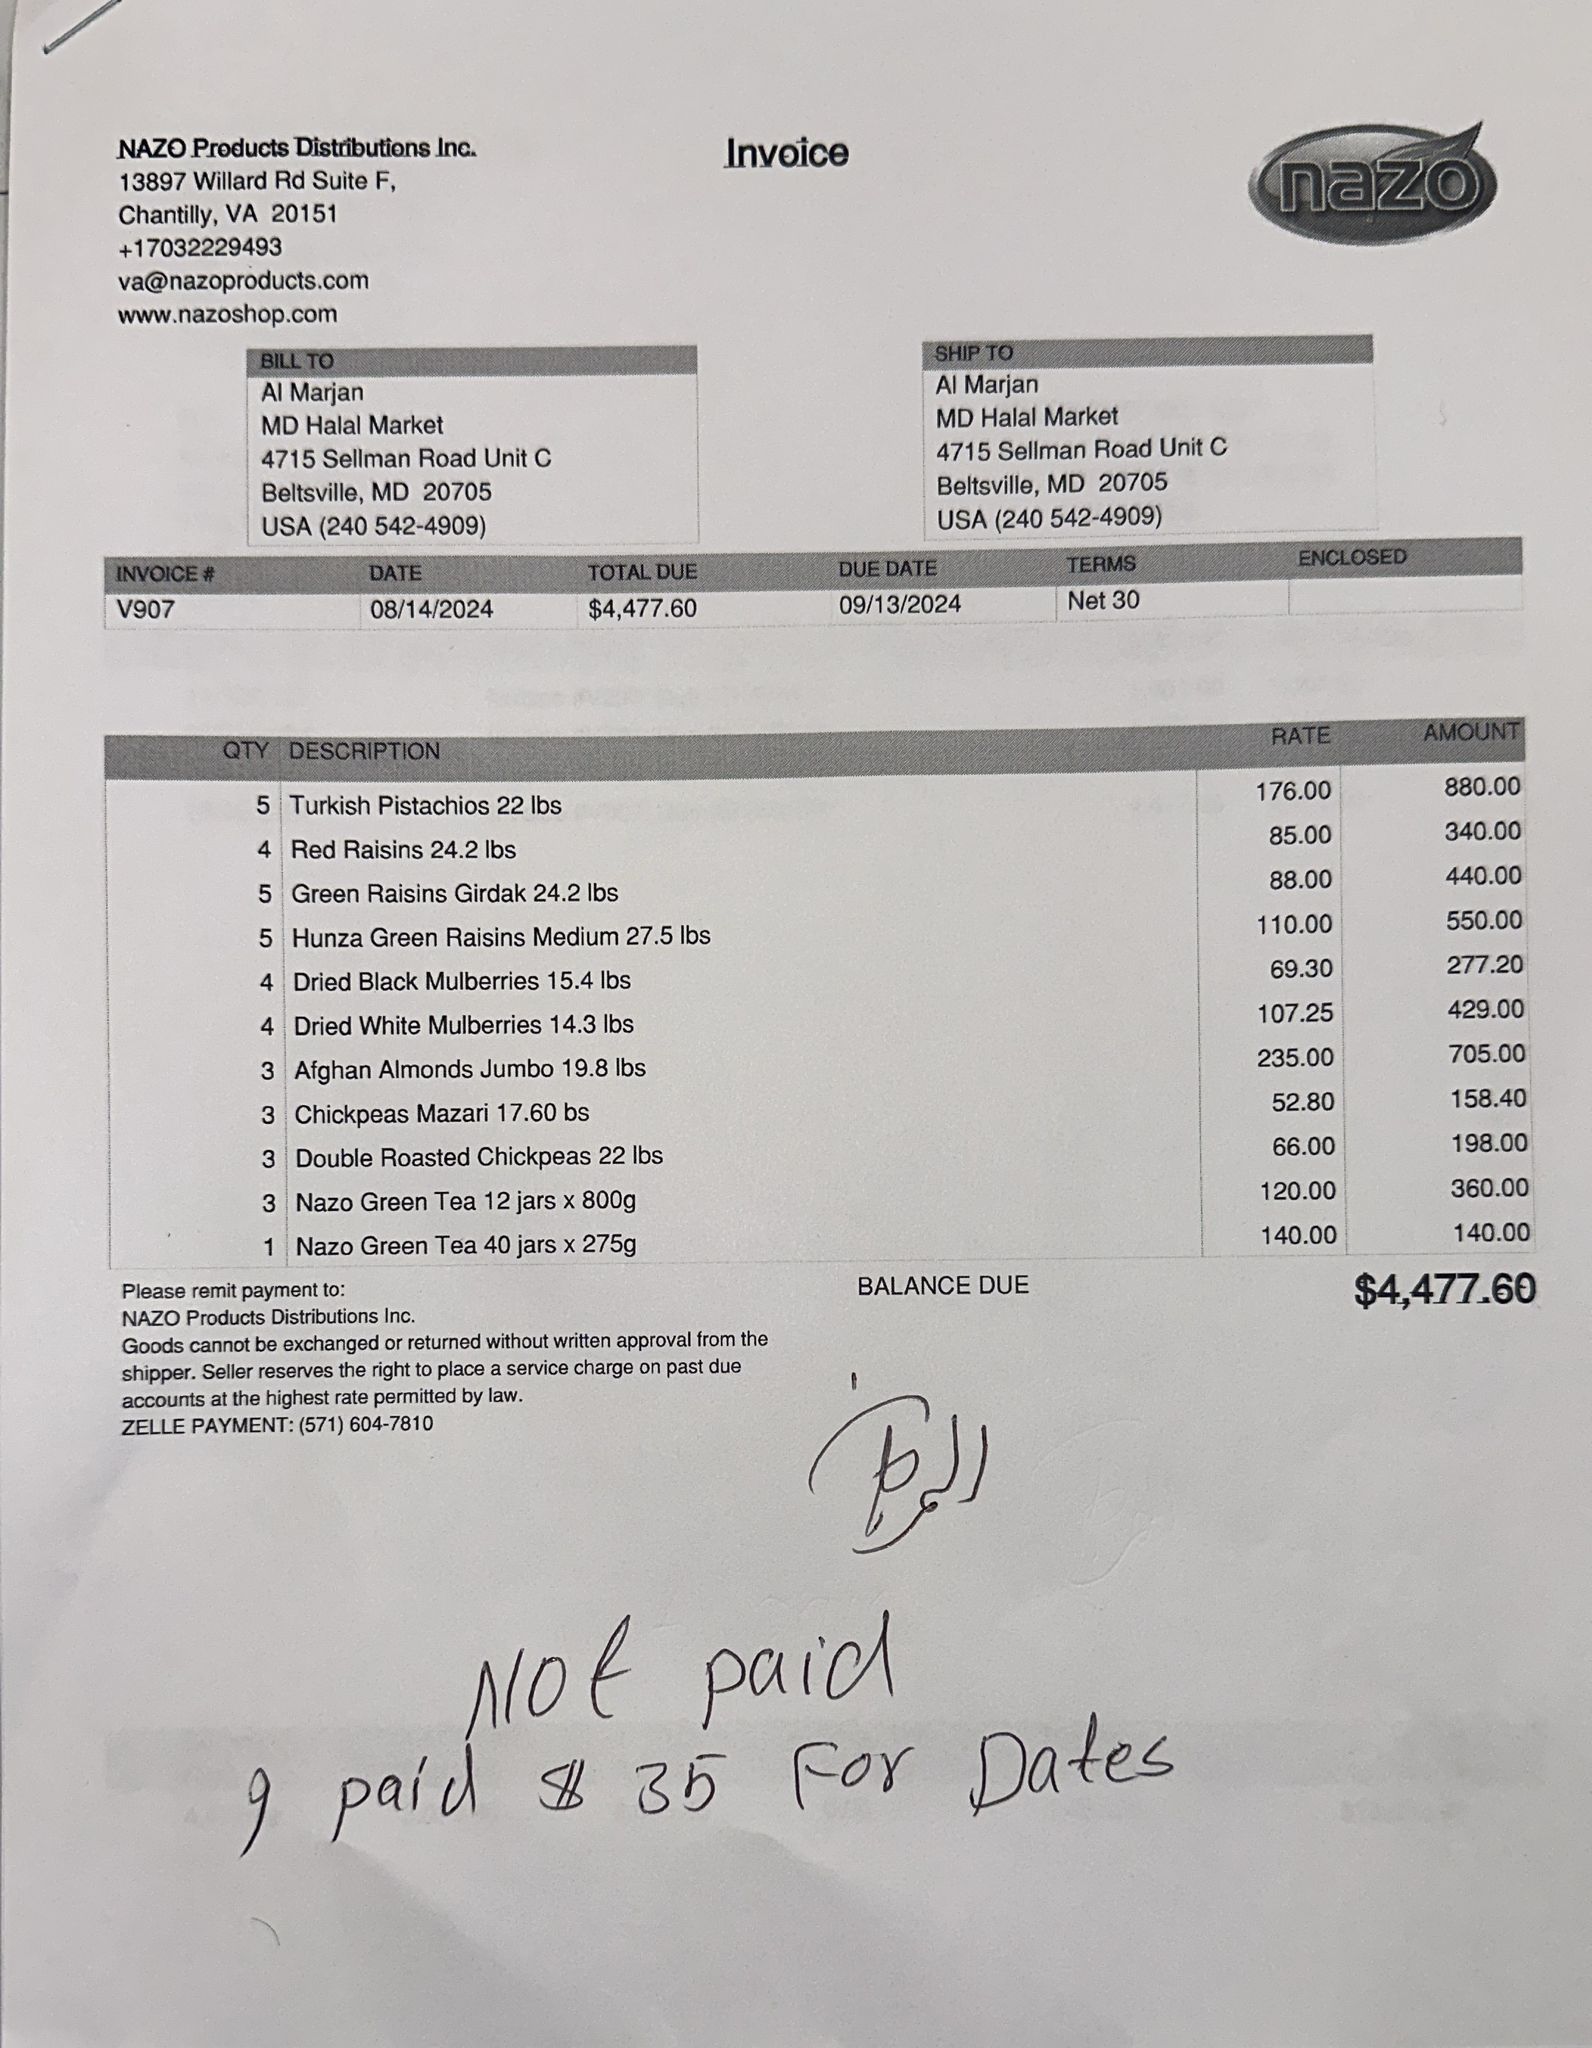 NAZO Products Distributions Inc.
13897 Willard Rd Suite F,
Chantilly, VA 20151
+17032229493
va@nazoproducts.com
www.nazoshop.com
Invoice
nazo
BILL TO
Al Marjan
MD Halal Market
4715 Sellman Road Unit C
Beltsville, MD 20705
USA (240 542-4909)
SHIP TO
Al Marjan
MD Halal Market
4715 Sellman Road Unit C
Beltsville, MD 20705
USA (240 542-4909)
INVOICE # DATE TOTAL DUE DUE DATE TERMS ENCLOSED
V907 08/14/2024 $4,477.60 09/13/2024 Net 30
QTY DESCRIPTION RATE AMOUNT
5 Turkish Pistachios 22 lbs 176.00 880.00
4 Red Raisins 24.2 lbs 85.00 340.00
5 Green Raisins Girdak 24.2 lbs 88.00 440.00
5 Hunza Green Raisins Medium 27.5 lbs 110.00 550.00
4 Dried Black Mulberries 15.4 lbs 69.30 277.20
4 Dried White Mulberries 14.3 lbs 107.25 429.00
3 Afghan Almonds Jumbo 19.8 lbs 235.00 705.00
3 Chickpeas Mazari 17.60 bs 52.80 158.40
3 Double Roasted Chickpeas 22 lbs 66.00 198.00
3 Nazo Green Tea 12 jars x 800g 120.00 360.00
1 Nazo Green Tea 40 jars x 275g 140.00 140.00
Please remit payment to:
NAZO Products Distributions Inc.
Goods cannot be exchanged or returned without written approval from the
shipper. Seller reserves the right to place a service charge on past due
accounts at the highest rate permitted by law.
ZELLE PAYMENT: (571) 604-7810
BALANCE DUE $4,477.60
Not paid
9 paid $ 35 For Dates